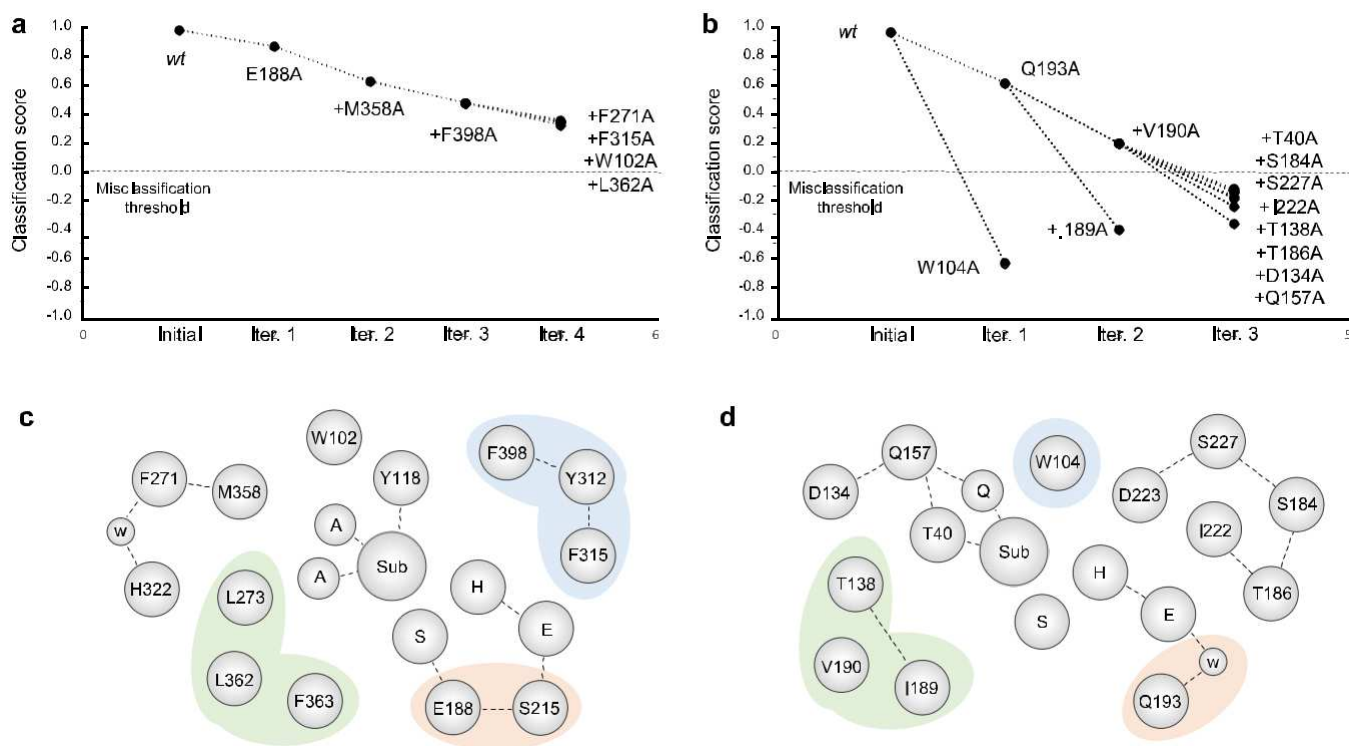 a
Classification score
1.0
0.8
0.6
0.4
0.2
0.0
-0.2
-0.4
-0.6
-0.8
-1.0
wt
E188A
+M358A
+F398A
+F271A
+F315A
+W102A
+L362A
Misclassification
threshold
0
Initial
Iter. 1
Iter. 2
Iter. 3
Iter. 4
6
b
Classification score
1.0
0.8
0.6
0.4
0.2
0.0
-0.2
-0.4
-0.6
-0.8
-1.0
wt
Q193A
+V190A
W104A
+T40A
+S184A
+S227A
+I222A
+T138A
+T186A
+D134A
+Q157A
Misclassification
threshold
0
Initial
Iter. 1
Iter. 2
Iter. 3
5
c
W102
F271
M358
w
H322
Y118
A
A
Sub
F398
Y312
F315
L273
L362
F363
H
S
E
E188
S215
d
Q157
D134
Q
T40
Sub
W104
S227
D223
S184
I222
T186
T138
V190
I189
H
S
E
w
Q193